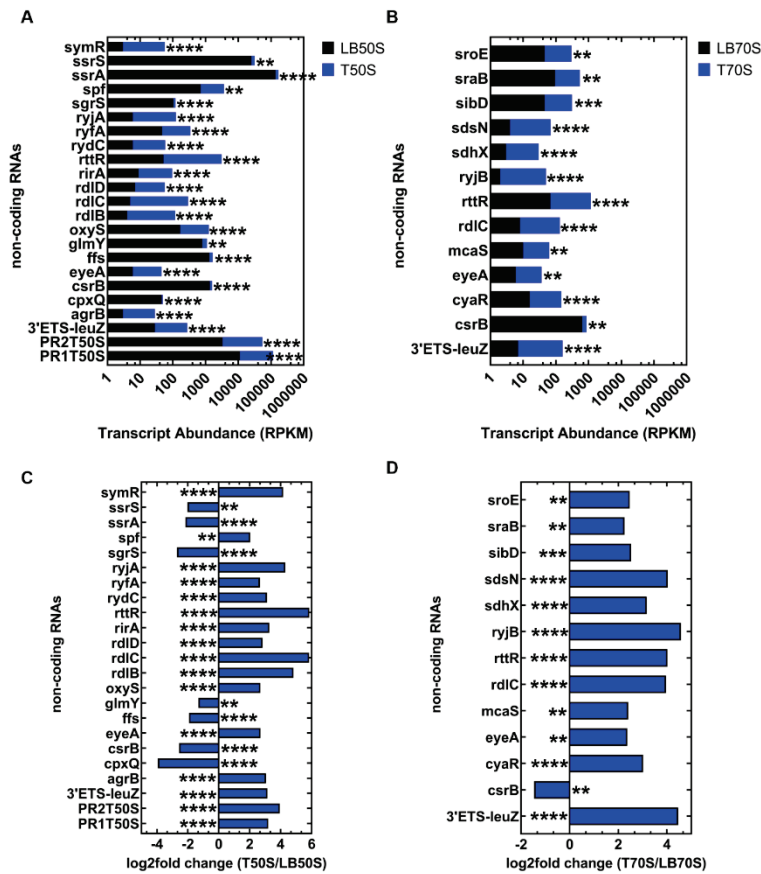 A
symR ****
ssrS **
ssrA ****
spf **
sgrS ****
ryjA ****
ryfA ****
rydC ****
rttR ****
rirA ****
rdlD ****
rdlC ****
rdlB ****
oxyS ****
glmY **
ffs ****
eyeA ****
csrB ****
cpxQ ****
agrB ****
3'ETS-leuZ ****
PR2T50S ****
PR1T50S ****
non-coding RNAs
LB50S
T50S
1 10 100 1000 10000 100000 1000000
Transcript Abundance (RPKM)
B
sroE **
sraB **
sibD ***
sdsN ****
sdhX ****
ryjB ****
rttR ****
rdlC ****
mcaS **
eyeA **
cyaR ****
csrB **
3'ETS-leuZ ****
non-coding RNAs
LB70S
T70S
1 10 100 1000 10000 100000 1000000
Transcript Abundance (RPKM)
C
symR ****
ssrS **
ssrA ****
spf **
sgrS ****
ryjA ****
ryfA ****
rydC ****
rttR ****
rirA ****
rdlD ****
rdlC ****
rdlB ****
oxyS ****
glmY **
ffs ****
eyeA ****
csrB ****
cpxQ ****
agrB ****
3'ETS-leuZ ****
PR2T50S ****
PR1T50S ****
non-coding RNAs
-4 -2 0 2 4 6
log2fold change (T50S/LB50S)
D
sroE **
sraB **
sibD ***
sdsN ****
sdhX ****
ryjB ****
rttR ****
rdlC ****
mcaS **
eyeA **
cyaR ****
csrB **
3'ETS-leuZ ****
non-coding RNAs
-2 0 2 4
log2fold change (T70S/LB70S)